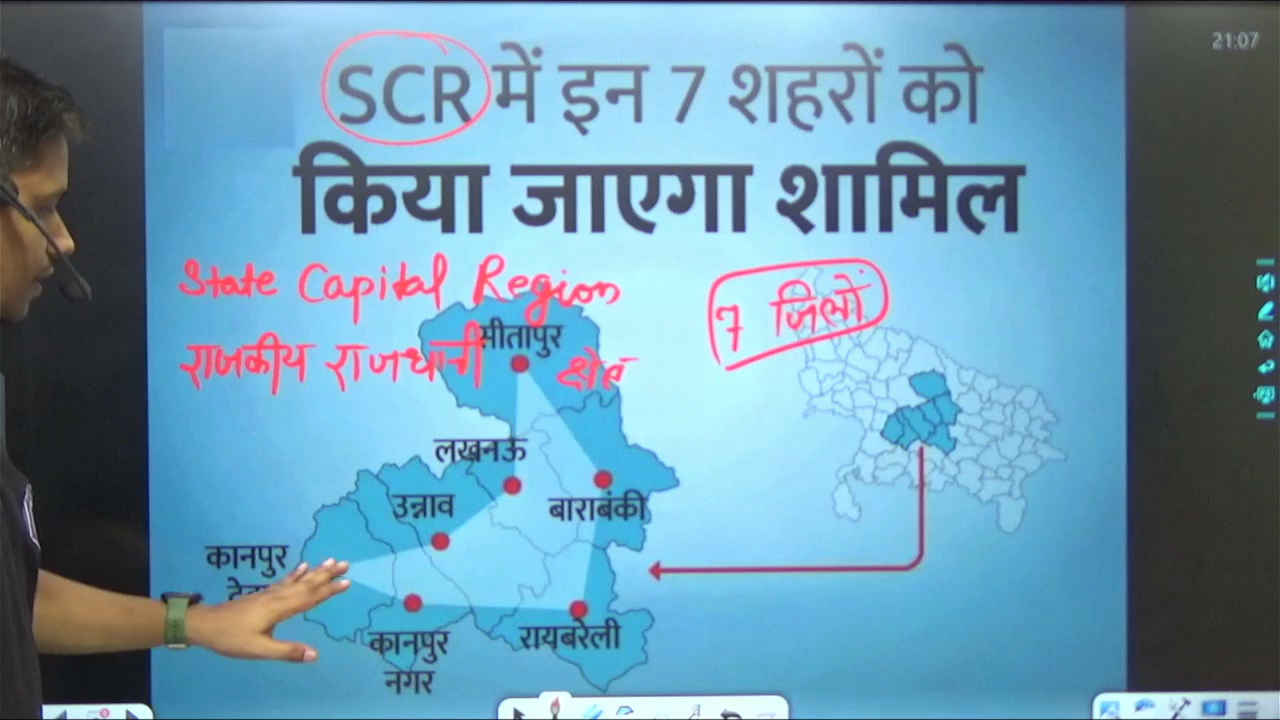 21:07
SCR में इन 7 शहरों को
किया जाएगा शामिल
State Capital Region
7 जिलों
सीतापुर
राजकीय राजधानी क्षेत्र
लखनऊ
उन्नाव
बाराबंकी
कानपुर
कानपुर
नगर
रायबरेली